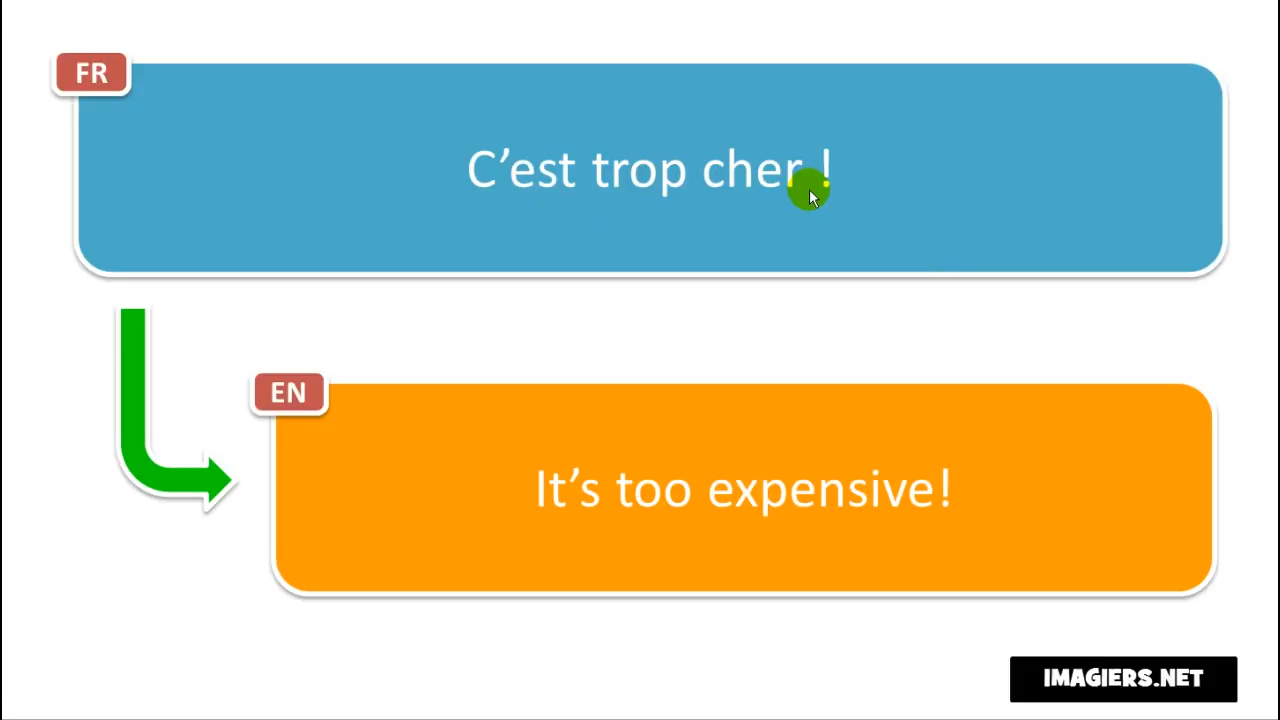 FR
C’est trop cher !
EN
It’s too expensive!
IMAGIERS.NET